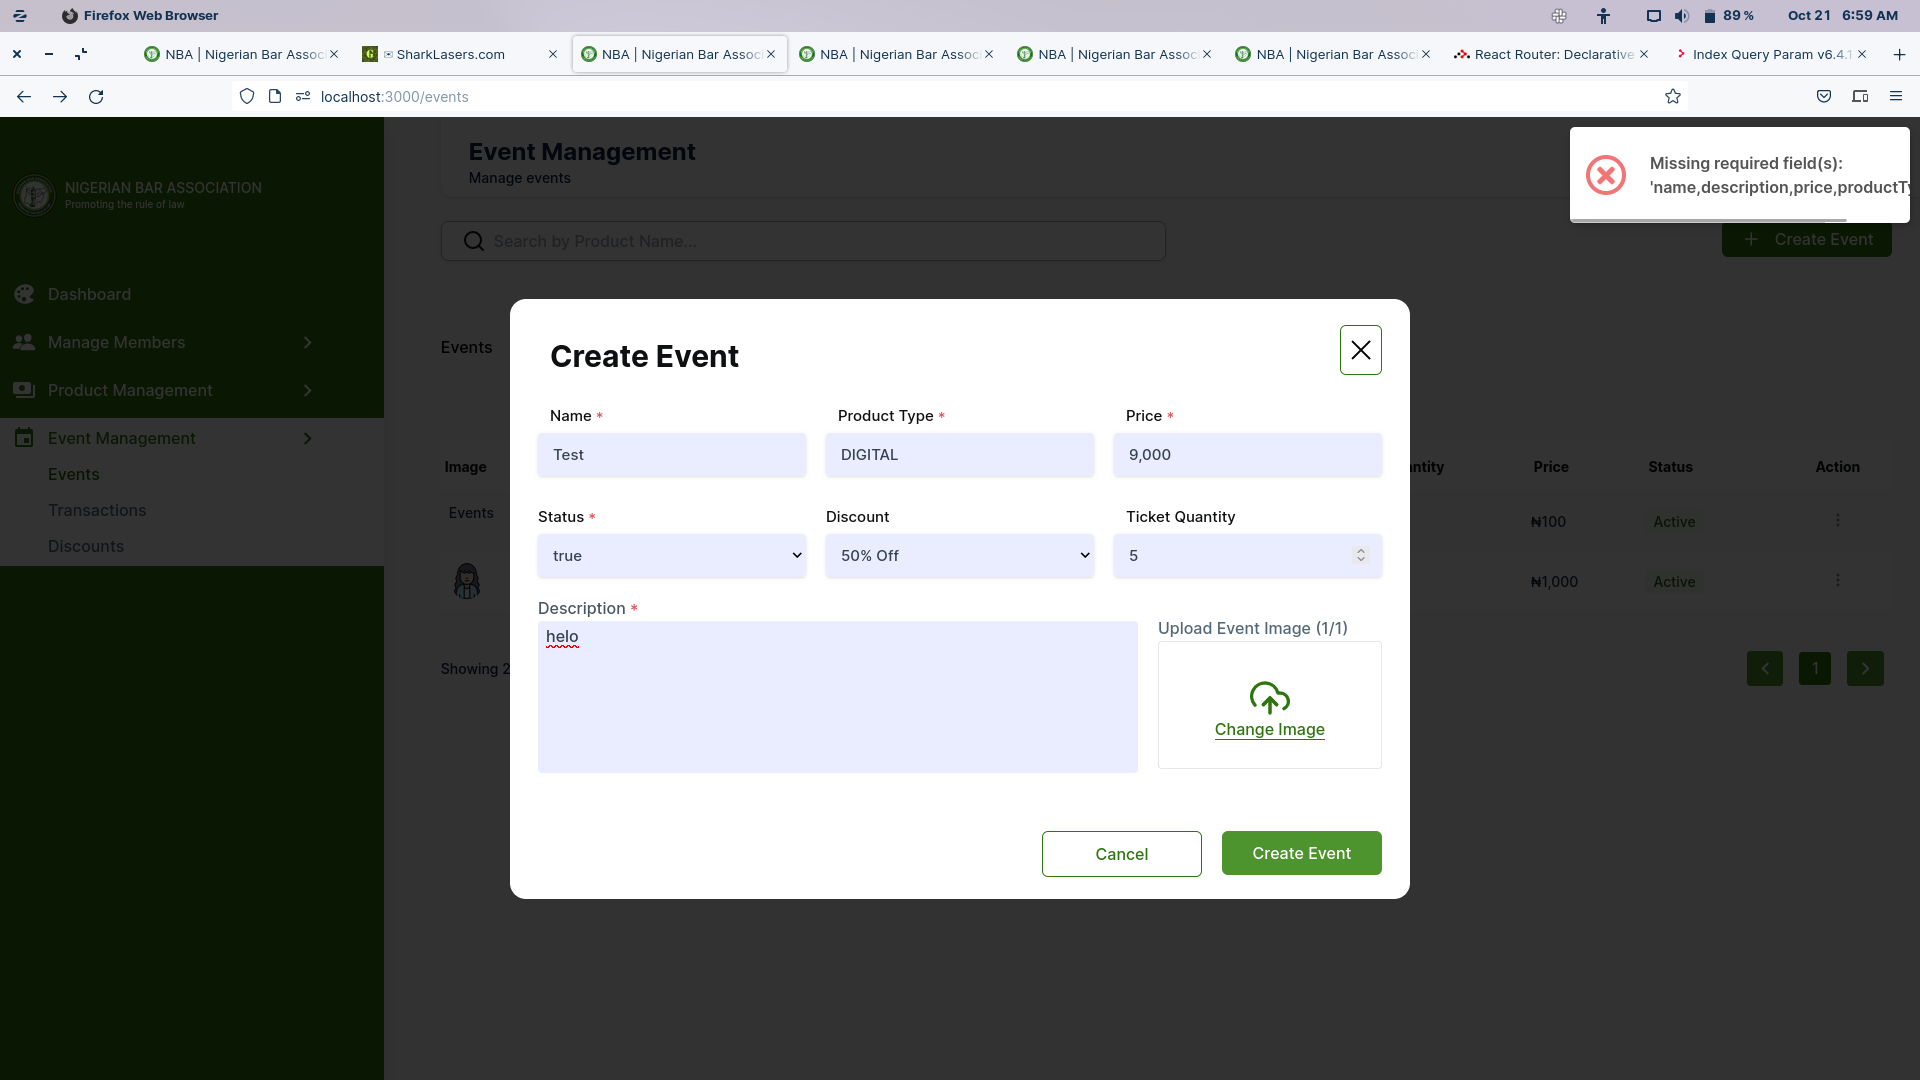 Firefox Web Browser
89 %
Oct 21 6:59 AM
NBA | Nigerian Bar Associ
SharkLasers.com
NBA | Nigerian Bar Assoc
NBA | Nigerian Bar Assoc
NBA | Nigerian Bar Assoc
NBA | Nigerian Bar Assoc
React Router: Declarative
Index Query Param v6.4.1
localhost:3000/events
NIGERIAN BAR ASSOCIATION
Promoting the rule of law
Dashboard
Manage Members
Product Management
Event Management
Events
Transactions
Discounts
Event Management
Manage events
Search by Product Name...
Create Event
Missing required field(s):
'name,description,price,productTy
Events
Image
ntity
Price
Status
Action
Events
₦100
Active
₦1,000
Active
Showing 2
1
Create Event
Name *
Product Type *
Price *
Test
DIGITAL
9,000
Status *
Discount
Ticket Quantity
true
50% Off
5
Description *
helo
Upload Event Image (1/1)
Change Image
Cancel
Create Event